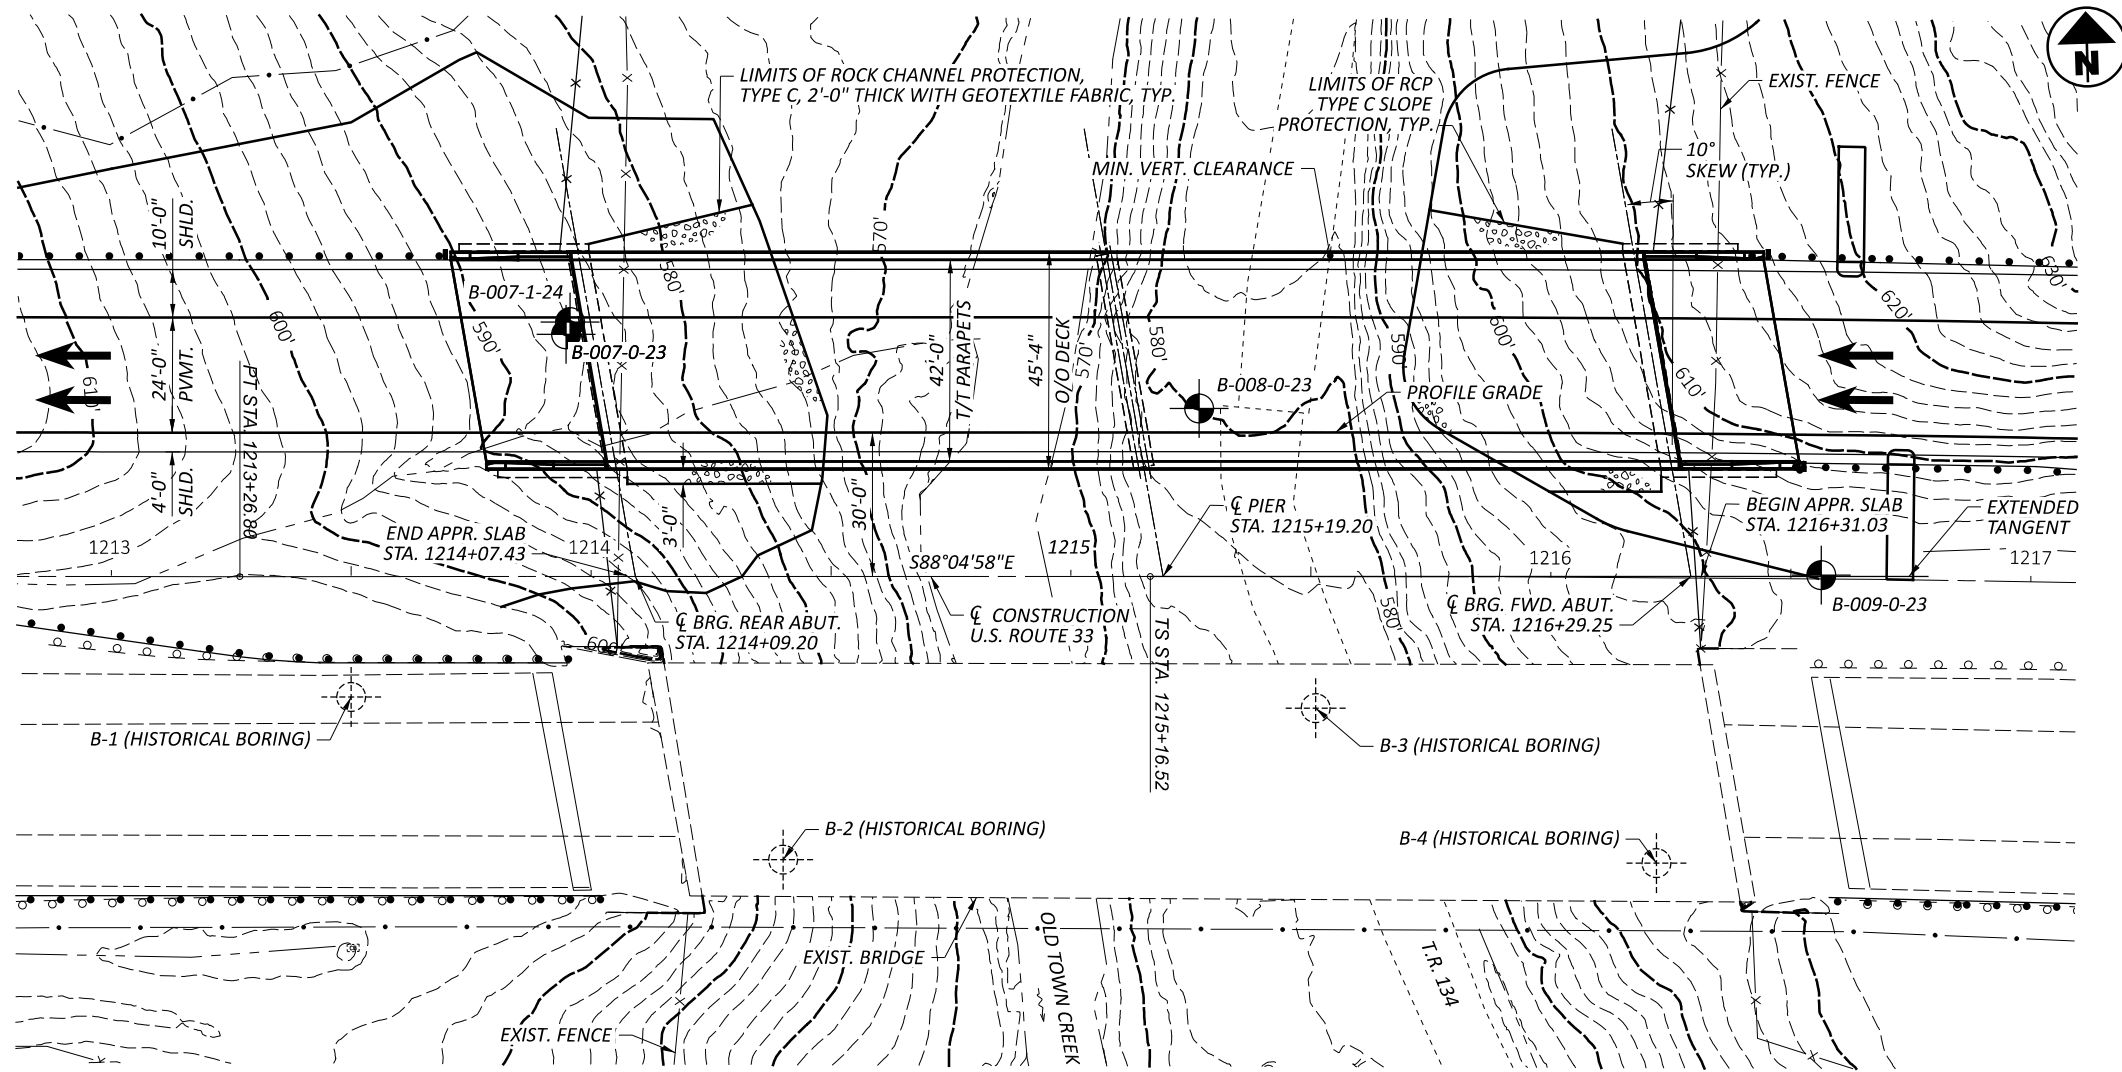 N
LIMITS OF ROCK CHANNEL PROTECTION,
TYPE C, 2'-0" THICK WITH GEOTEXTILE FABRIC, TYP.
LIMITS OF RCP
TYPE C SLOPE
PROTECTION, TYP.
EXIST. FENCE
MIN. VERT. CLEARANCE
10°
SKEW (TYP.)
10'-0"
SHLD.
570'
580'
630'
620'
B-007-1-24
600'
590'
B-007-0-23
24'-0"
PVMT.
610'
PT STA. 1213+26.80
42'-0"
T/T PARAPETS
45'-4"
O/O DECK
570'
580'
B-008-0-23
590'
600'
610'
PROFILE GRADE
4'-0"
SHLD.
30'-0"
3'-0"
END APPR. SLAB
STA. 1214+07.43
℄ PIER
STA. 1215+19.20
BEGIN APPR. SLAB
STA. 1216+31.03
EXTENDED
TANGENT
1213
1214
1215
1216
1217
S88°04'58"E
580'
B-009-0-23
℄ BRG. REAR ABUT.
STA. 1214+09.20
℄ CONSTRUCTION
U.S. ROUTE 33
TS STA. 1215+16.52
℄ BRG. FWD. ABUT.
STA. 1216+29.25
B-1 (HISTORICAL BORING)
B-3 (HISTORICAL BORING)
B-2 (HISTORICAL BORING)
B-4 (HISTORICAL BORING)
EXIST. BRIDGE
OLD TOWN CREEK
T.R. 134
EXIST. FENCE